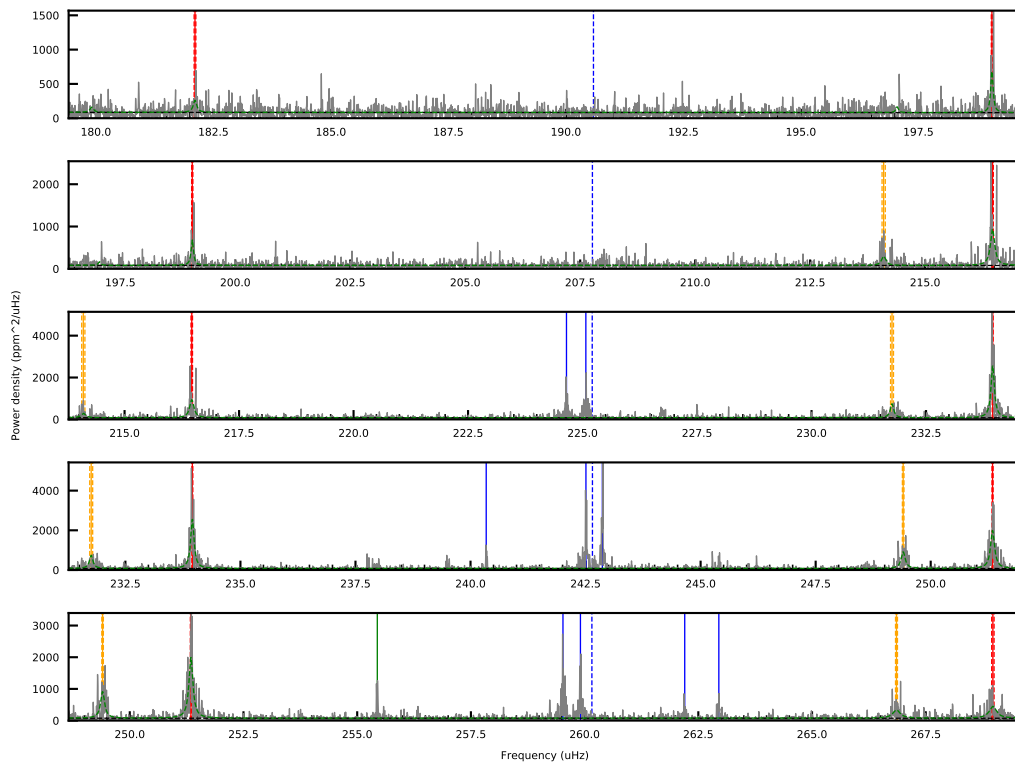 1500
1000
500
0
180.0 182.5 185.0 187.5 190.0 192.5 195.0 197.5
2000
1000
0
197.5 200.0 202.5 205.0 207.5 210.0 212.5 215.0
Power density (ppm^2/uHz)
4000
2000
0
215.0 217.5 220.0 222.5 225.0 227.5 230.0 232.5
4000
2000
0
232.5 235.0 237.5 240.0 242.5 245.0 247.5 250.0
3000
2000
1000
0
250.0 252.5 255.0 257.5 260.0 262.5 265.0 267.5
Frequency (uHz)